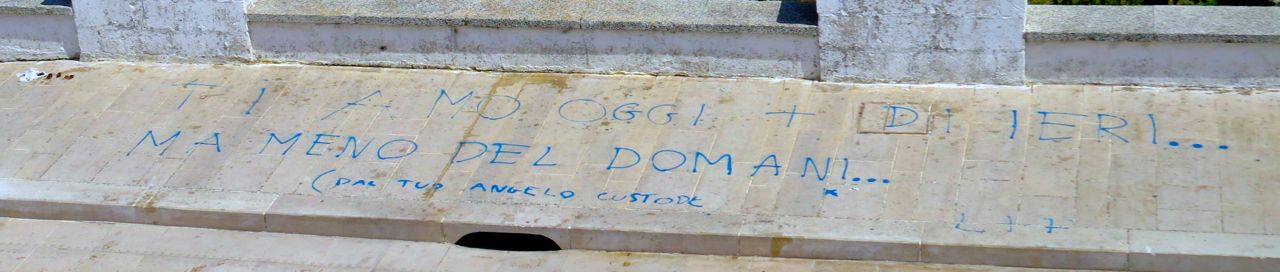 TI AMO OGGI + DI IERI...
MA MENO DEL DOMANI...
(DAL TUO ANGELO CUSTODE